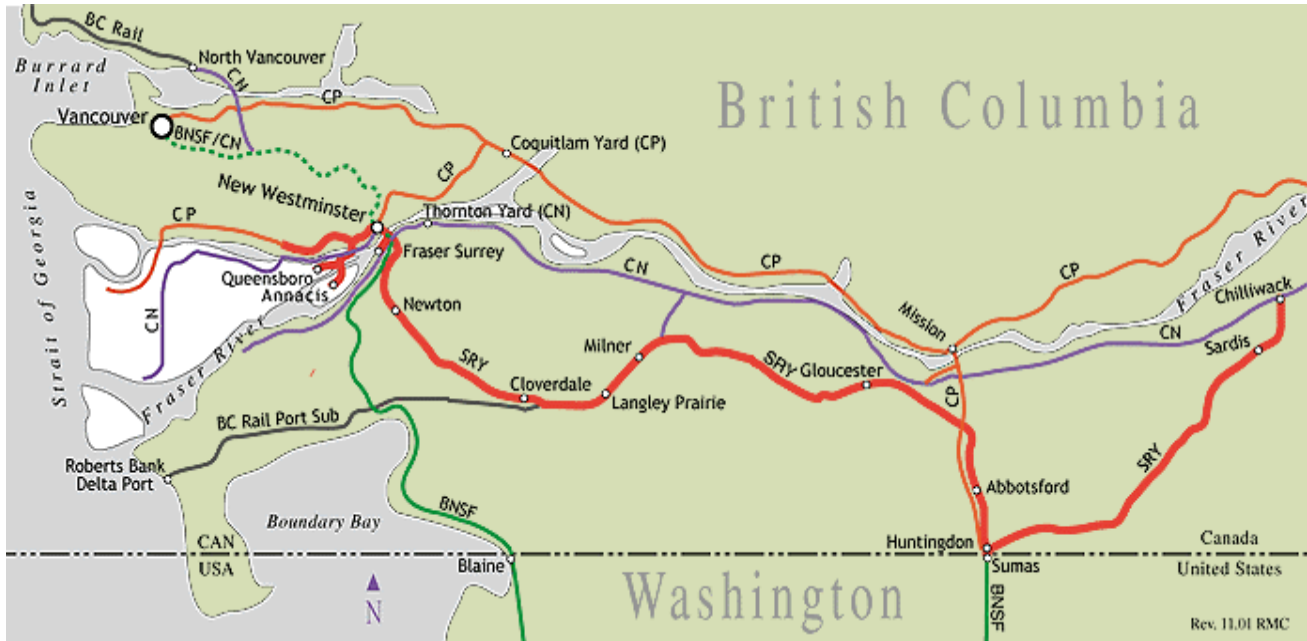 BC Rail
Burrard
Inlet
North Vancouver
CN
CP
Vancouver
BNSF/CN
British Columbia
Coquitlam Yard (CP)
CP
New Westminster
Thornton Yard (CN)
CP
Fraser Surrey
Queensboro
Annacis
CN
Strait of Georgia
Fraser River
Newton
SRY
CN
CP
CP
Fraser River
Chilliwack
Mission
CN
Sardis
Milner
SRY
Gloucester
Cloverdale
Langley Prairie
CP
BC Rail Port Sub
Roberts Bank
Delta Port
SRY
Abbotsford
BNSF
Boundary Bay
CAN
USA
Huntingdon
Canada
Blaine
Sumas
United States
N
Washington
BNSF
Rev. 11.01 RMC